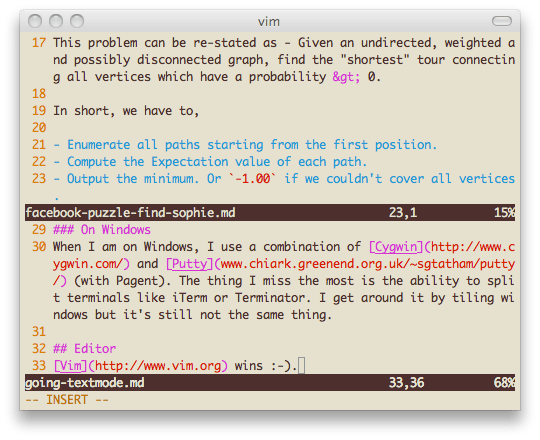 vim
17 This problem can be re-stated as - Given an undirected, weighted a
nd possibly disconnected graph, find the "shortest" tour connectin
g all vertices which have a probability &gt; 0.
18
19 In short, we have to,
20
21 - Enumerate all paths starting from the first position.
22 - Compute the Expectation value of each path.
23 - Output the minimum. Or `-1.00` if we couldn't cover all vertices
.
facebook-puzzle-find-sophie.md 23,1 15%
29 ### On Windows
30 When I am on Windows, I use a combination of [Cygwin](http://www.c
ygwin.com/) and [Putty](www.chiark.greenend.org.uk/~sgtatham/putty
/) (with Pagent). The thing I miss the most is the ability to spli
t terminals like iTerm or Terminator. I get around it by tiling wi
ndows but it's still not the same thing.
31
32 ## Editor
33 [Vim](http://www.vim.org) wins :-).
going-textmode.md 33,36 68%
-- INSERT --